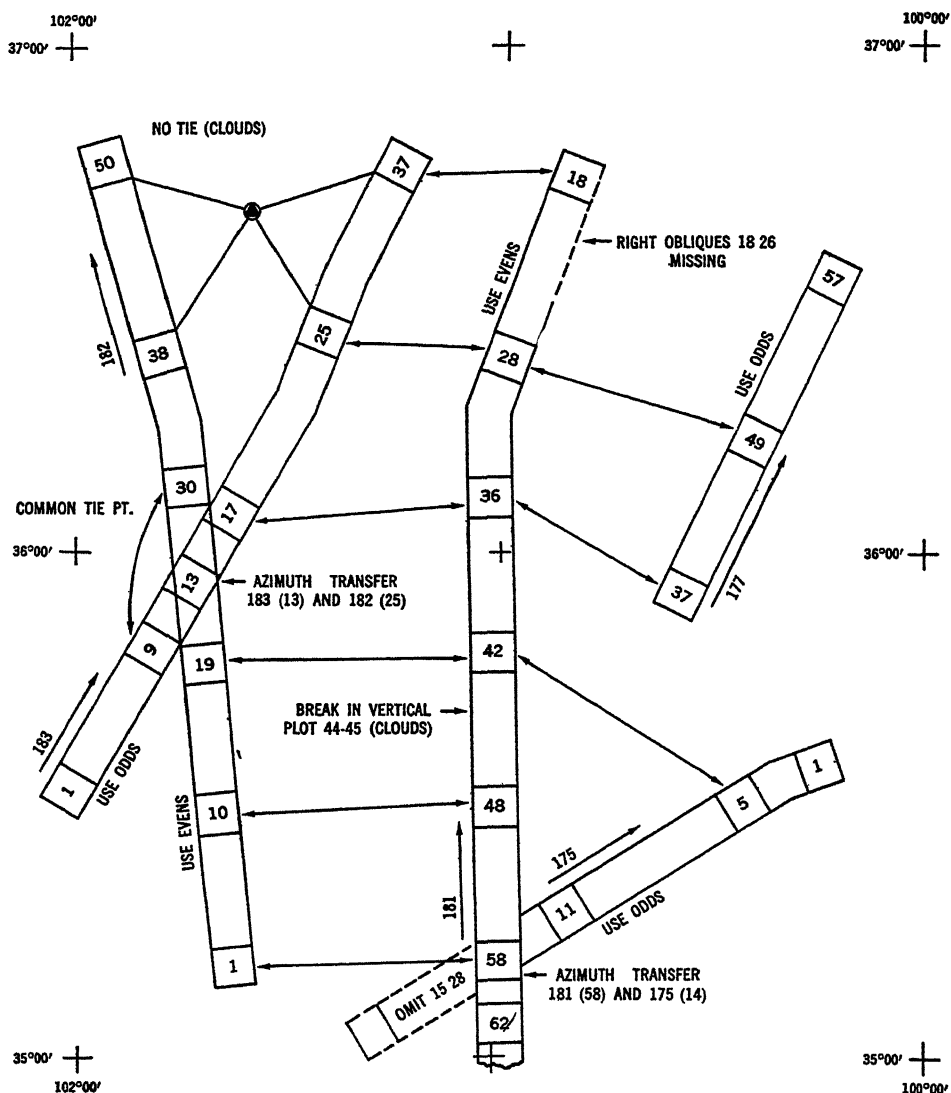 102°00′
100°00′
37°00′
37°00′
NO TIE (CLOUDS)
50
37
18
RIGHT OBLIQUES 18 26
MISSING
USE EVENS
57
182
38
25
28
USE ODDS
49
30
COMMON TIE PT.
17
36
36°00′
36°00′
13
AZIMUTH TRANSFER
183 (13) AND 182 (25)
37
177
9
19
42
BREAK IN VERTICAL
PLOT 44-45 (CLOUDS)
183
1
USE ODDS
1
5
USE EVENS
10
48
175
181
11
USE ODDS
1
58
OMIT 15 28
AZIMUTH TRANSFER
181 (58) AND 175 (14)
62
35°00′
35°00′
102°00′
100°00′